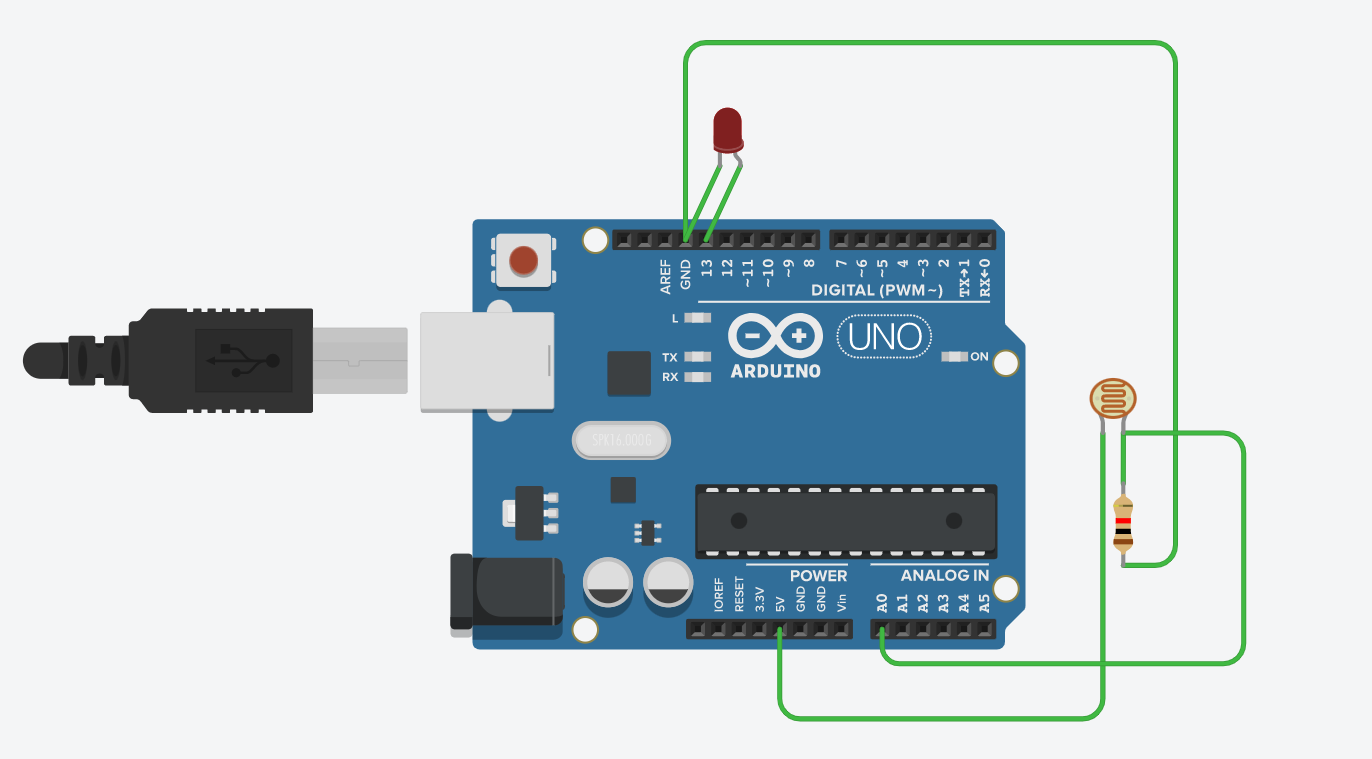 AREF
GND
13
12
~11
~10
~9
8
7
~6
~5
4
~3
2
TX→1
RX←0
DIGITAL (PWM~)
L
TX
RX
ARDUINO
UNO
ON
SPK16.000G
POWER
ANALOG IN
IOREF
RESET
3.3V
5V
GND
GND
Vin
A0
A1
A2
A3
A4
A5